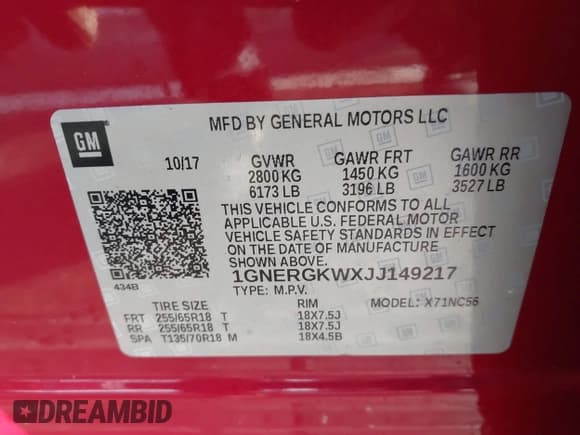 GM
MFD BY GENERAL MOTORS LLC
10/17 GVWR GAWR FRT GAWR RR
2800 KG 1450 KG 1600 KG
6173 LB 3196 LB 3527 LB
THIS VEHICLE CONFORMS TO ALL
APPLICABLE U.S. FEDERAL MOTOR
VEHICLE SAFETY STANDARDS IN EFFECT
ON THE DATE OF MANUFACTURE
SHOWN ABOVE.
434B
1GNERGKWXJJ149217
TYPE: M.P.V.
MODEL: X71NC56
TIRE SIZE RIM
FRT 255/65R18 T 18X7.5J
RR 255/65R18 T 18X7.5J
SPA T135/70R18 M 18X4.5B
DREAMBID